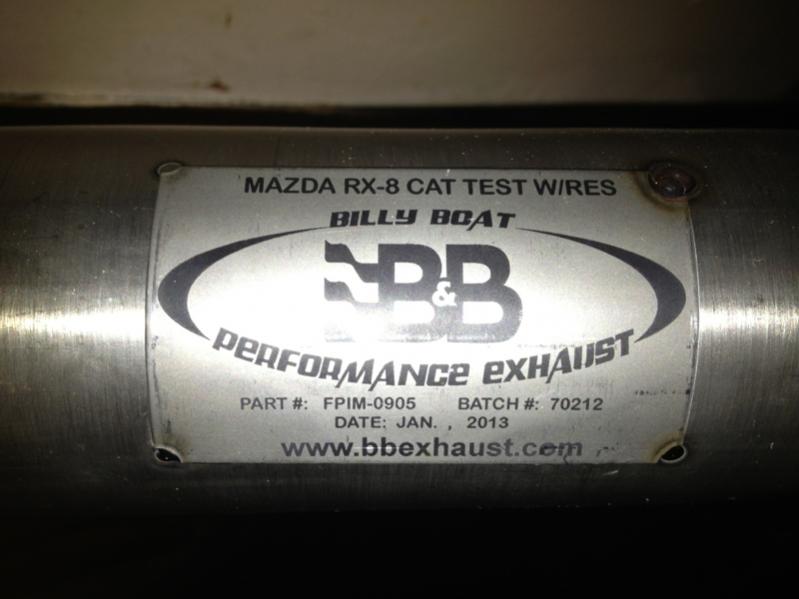 MAZDA RX-8 CAT TEST W/RES
BILLY BOAT
B&B
PERFORMANCE EXHAUST
PART #: FPIM-0905 BATCH #: 70212
DATE: JAN. , 2013
www.bbexhaust.com